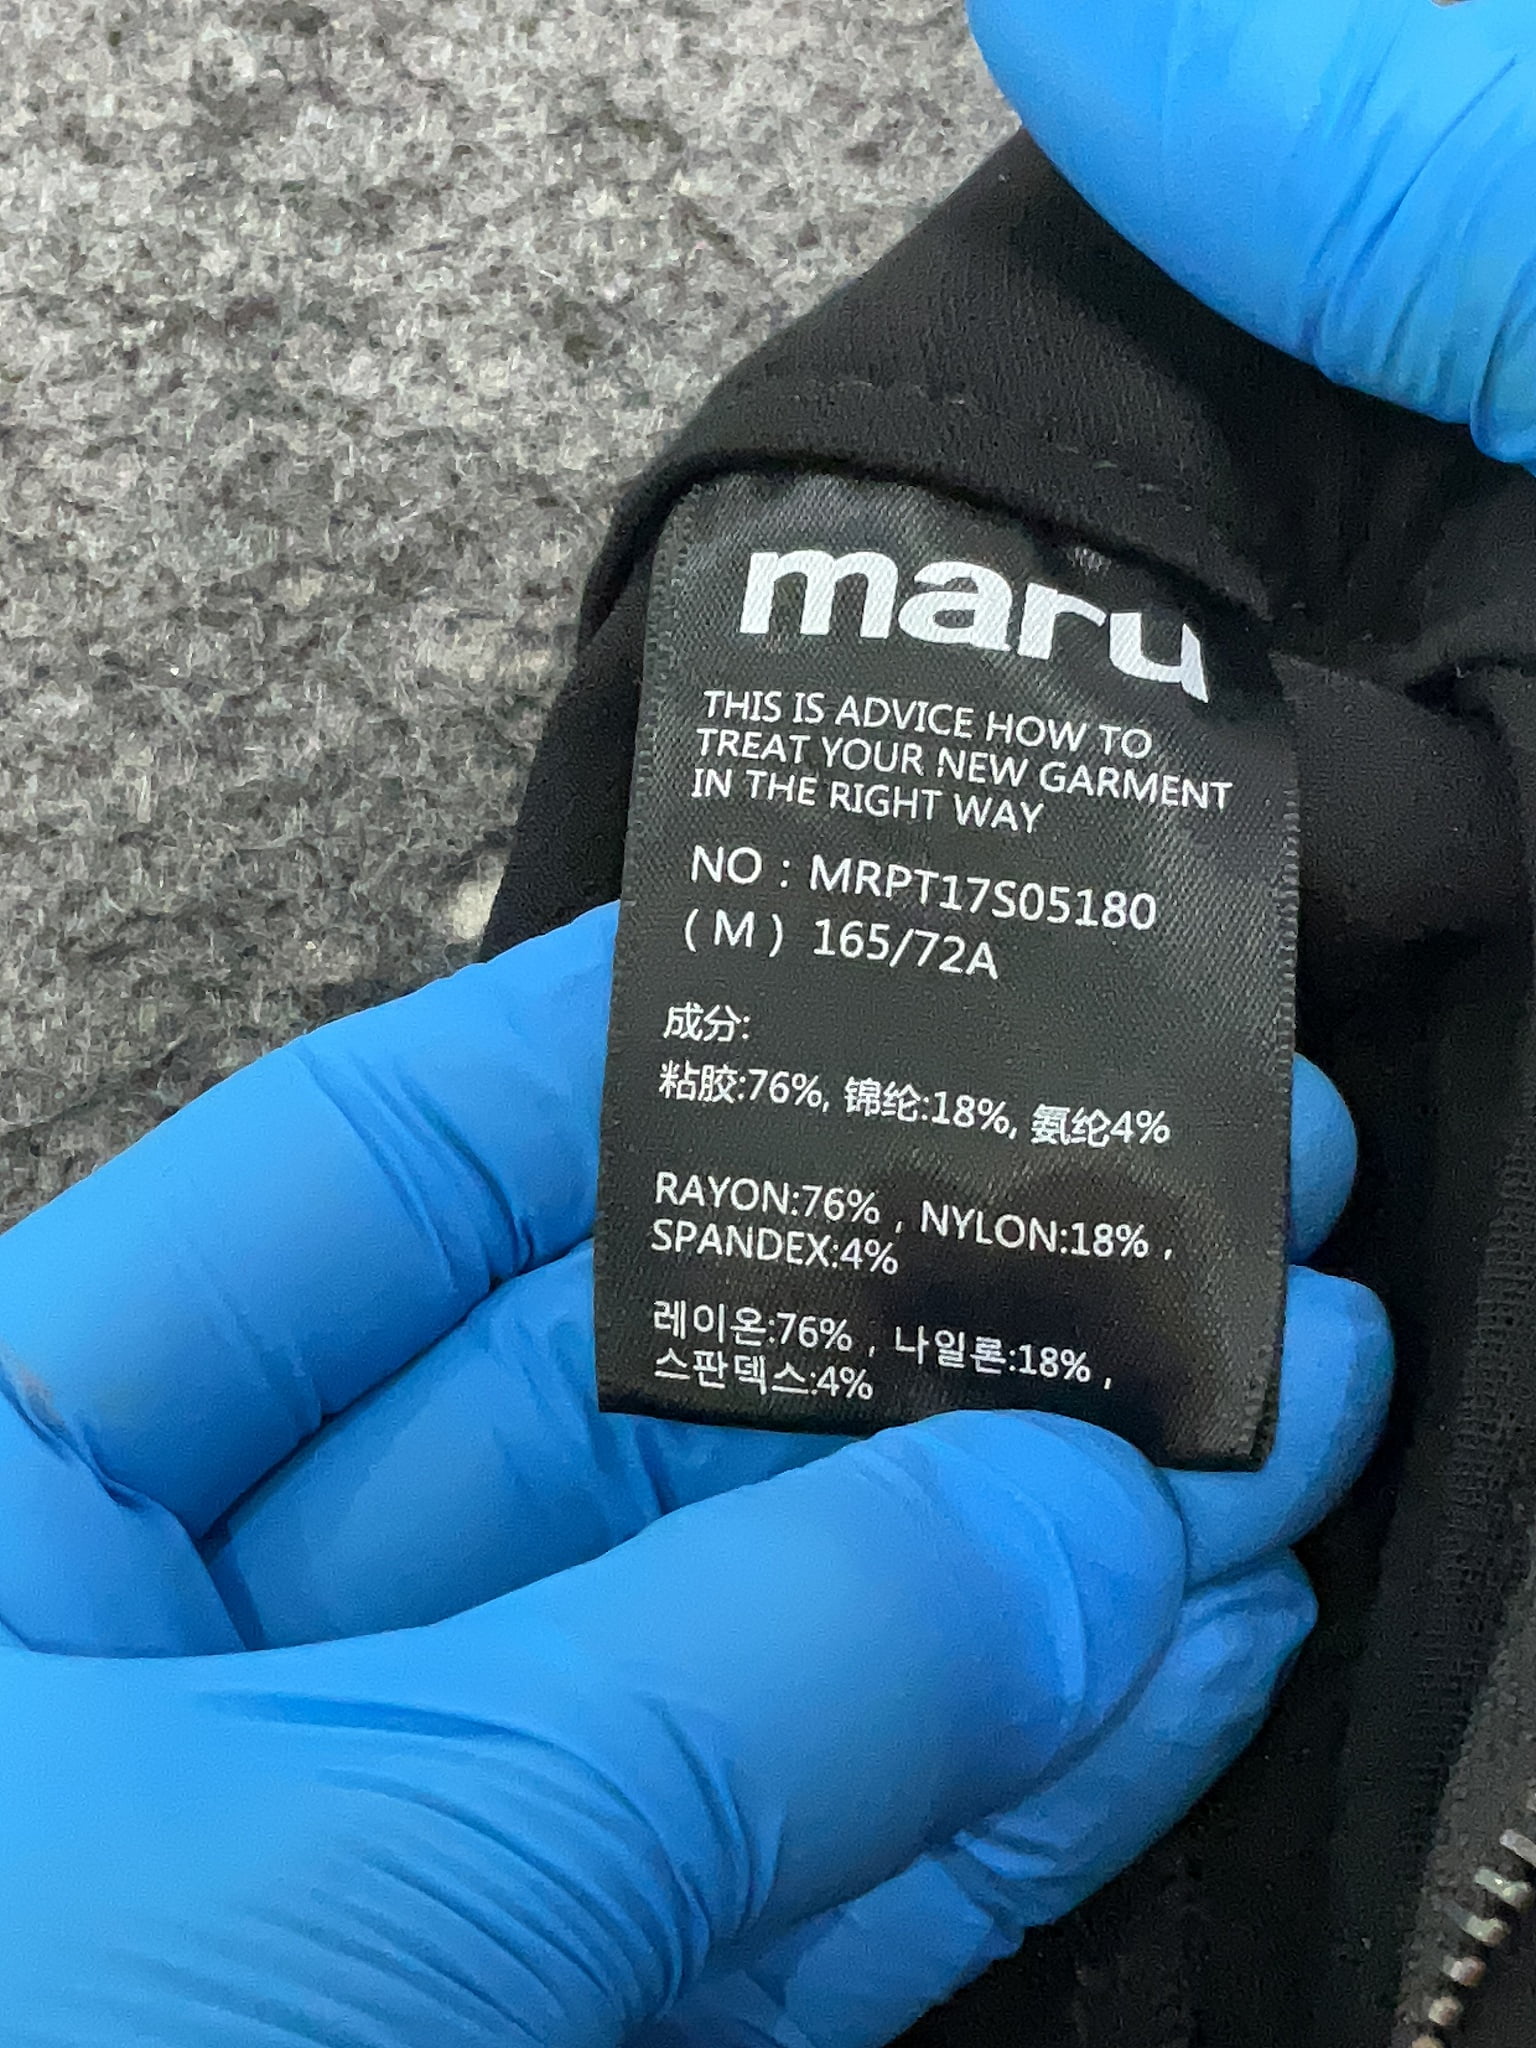 maru
THIS IS ADVICE HOW TO
TREAT YOUR NEW GARMENT
IN THE RIGHT WAY
NO : MRPT17S05180
( M ) 165/72A
成分:
粘胶:76%, 锦纶:18%, 氨纶4%
RAYON:76% , NYLON:18% ,
SPANDEX:4%
레이온:76% , 나일론:18% ,
스판덱스:4%